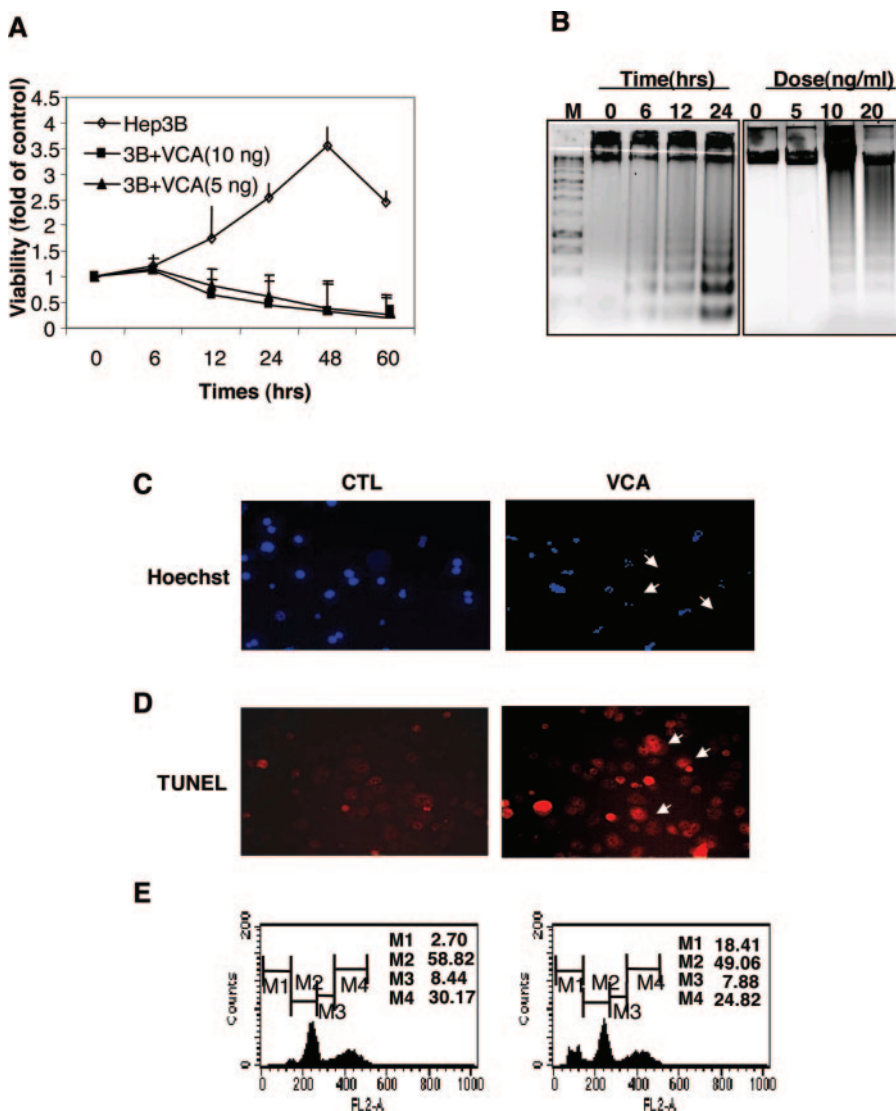 A
Viability (fold of control)
4.5
4
3.5
3
2.5
2
1.5
1
0.5
0
Hep3B
3B+VCA(10 ng)
3B+VCA(5 ng)
0 6 12 24 48 60
Times (hrs)
B
Time(hrs) Dose(ng/ml)
M 0 6 12 24 0 5 10 20
C
CTL VCA
Hoechst
D
TUNEL
E
200
Counts
0
M1 2.70
M2 58.82
M3 8.44
M4 30.17
M1 M2 M3 M4
0 200 400 600 800 1000
FL2-A
200
Counts
0
M1 18.41
M2 49.06
M3 7.88
M4 24.82
M1 M2 M3 M4
0 200 400 600 800 1000
FL2-A